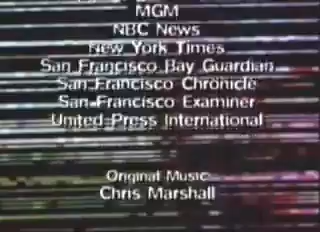 MGM
NBC News
New York Times
San Francisco Bay Guardian
San Francisco Chronicle
San Francisco Examiner
United Press International
Original Music
Chris Marshall